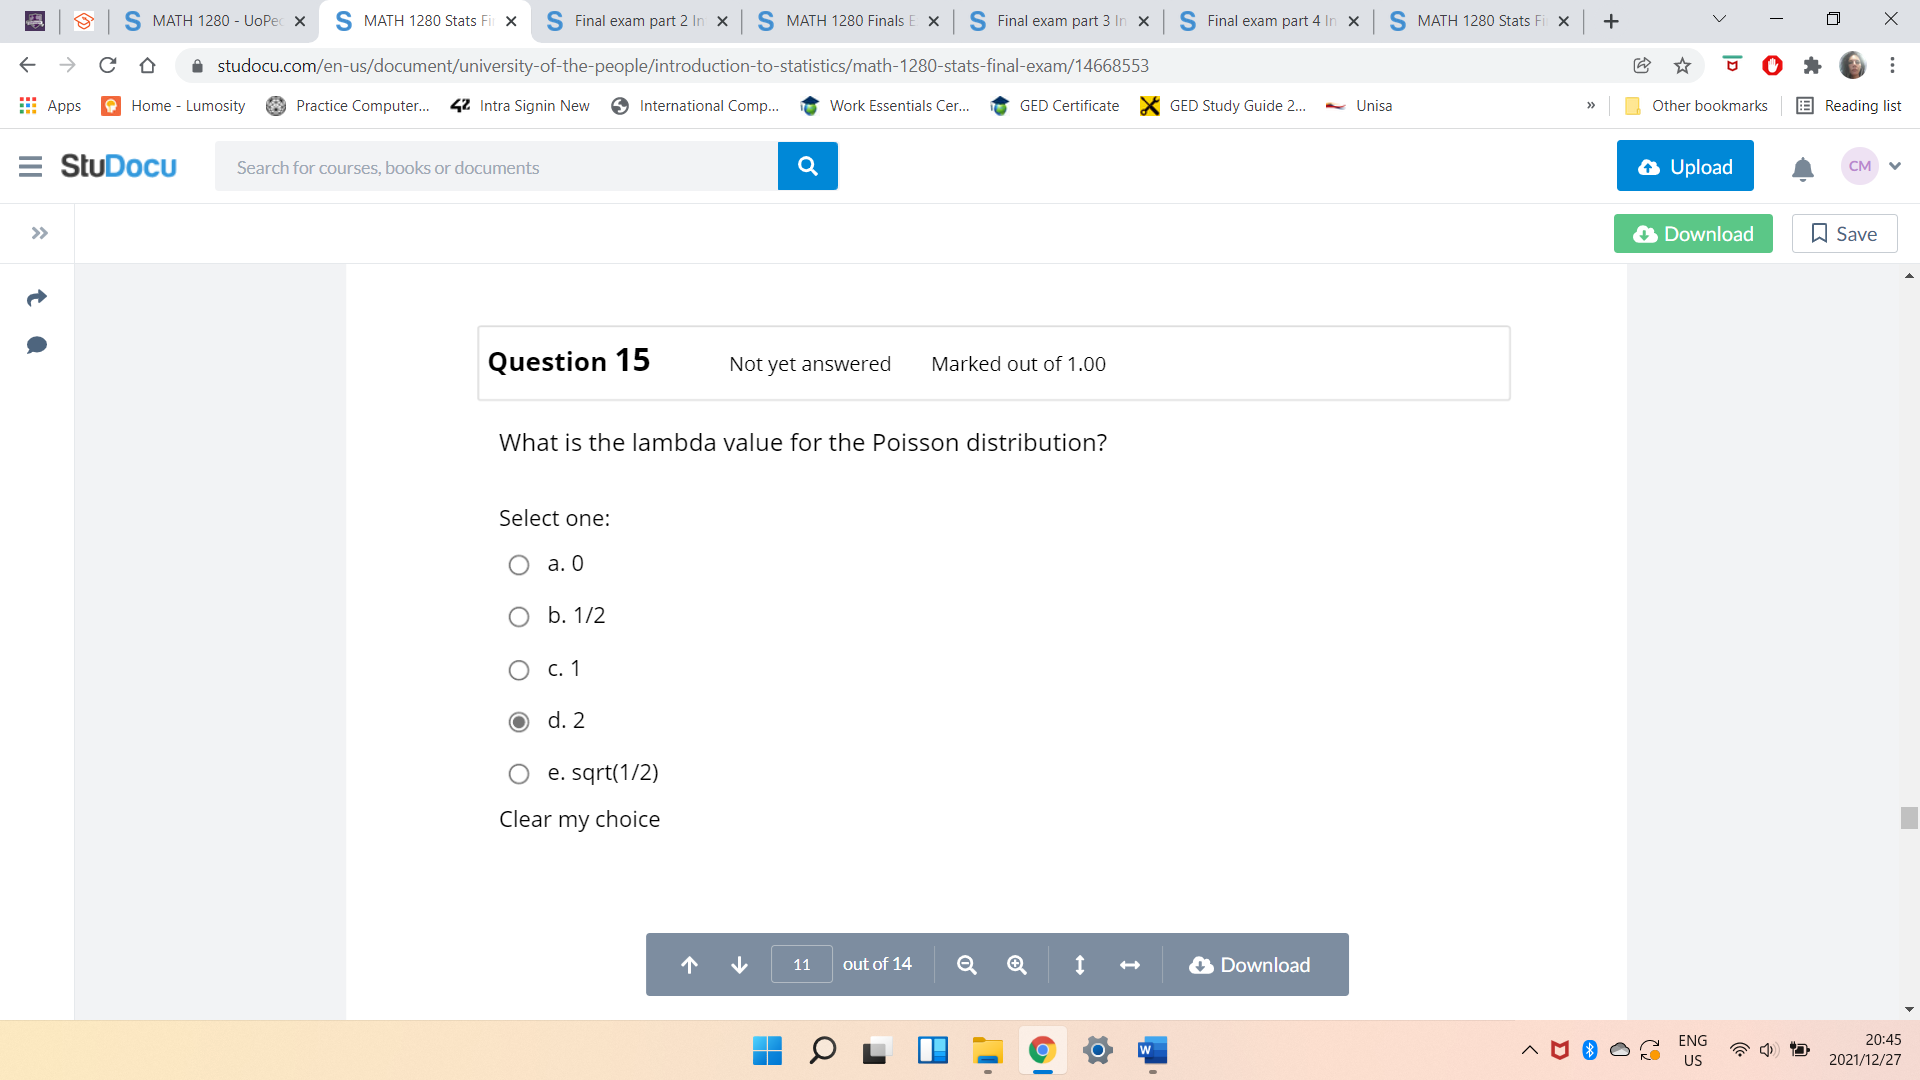 MATH 1280 - UoPeo
MATH 1280 Stats Fi
Final exam part 2 In
MATH 1280 Finals E
Final exam part 3 In
Final exam part 4 In
MATH 1280 Stats Fi
studocu.com/en-us/document/university-of-the-people/introduction-to-statistics/math-1280-stats-final-exam/14668553
Apps
Home - Lumosity
Practice Computer...
Intra Signin New
International Comp...
Work Essentials Cer...
GED Certificate
GED Study Guide 2...
Unisa
»
Other bookmarks
Reading list
StuDocu
Search for courses, books or documents
Upload
CM
Download
Save
Question 15
Not yet answered
Marked out of 1.00
What is the lambda value for the Poisson distribution?
Select one:
a. 0
b. 1/2
c. 1
d. 2
e. sqrt(1/2)
Clear my choice
11
out of 14
Download
ENG
US
20:45
2021/12/27